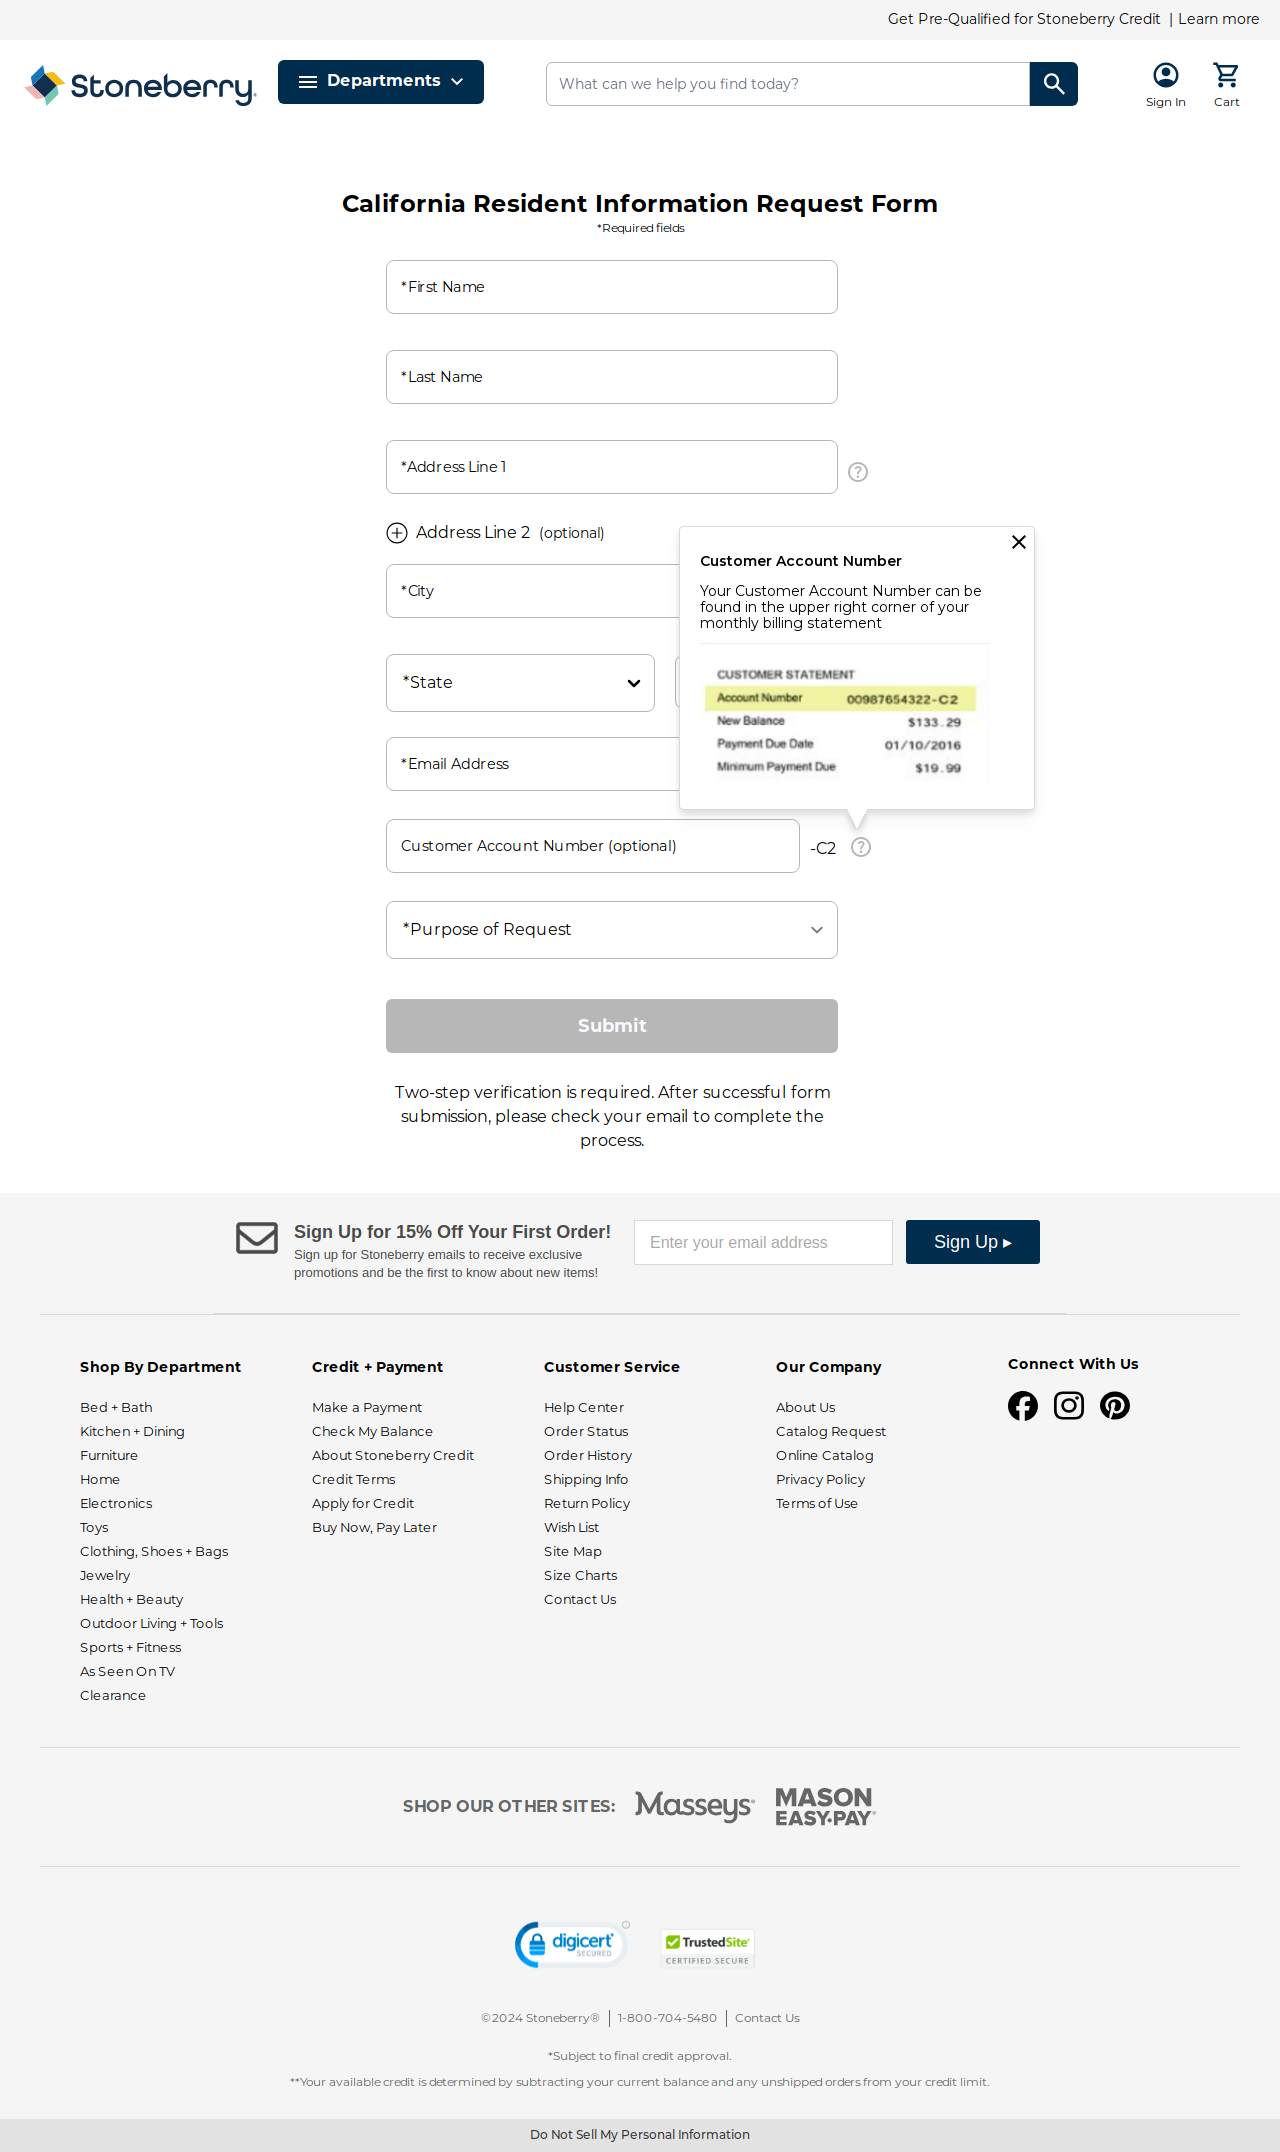 Get Pre-Qualified for Stoneberry Credit | Learn more
Stoneberry®
Departments
What can we help you find today?
Sign In
Cart
California Resident Information Request Form
*Required fields
*First Name
*Last Name
*Address Line 1
Address Line 2 (optional)
*City
Customer Account Number
Your Customer Account Number can be
found in the upper right corner of your
monthly billing statement
CUSTOMER STATEMENT
Account Number 00987654322-C2
New Balance $133.29
Payment Due Date 01/10/2016
Minimum Payment Due $19.99
*State
*Email Address
Customer Account Number (optional)
-C2
*Purpose of Request
Submit
Two-step verification is required. After successful form
submission, please check your email to complete the
process.
Sign Up for 15% Off Your First Order!
Sign up for Stoneberry emails to receive exclusive
promotions and be the first to know about new items!
Enter your email address
Sign Up ▸
Shop By Department
Bed + Bath
Kitchen + Dining
Furniture
Home
Electronics
Toys
Clothing, Shoes + Bags
Jewelry
Health + Beauty
Outdoor Living + Tools
Sports + Fitness
As Seen On TV
Clearance
Credit + Payment
Make a Payment
Check My Balance
About Stoneberry Credit
Credit Terms
Apply for Credit
Buy Now, Pay Later
Customer Service
Help Center
Order Status
Order History
Shipping Info
Return Policy
Wish List
Site Map
Size Charts
Contact Us
Our Company
About Us
Catalog Request
Online Catalog
Privacy Policy
Terms of Use
Connect With Us
SHOP OUR OTHER SITES:
Masseys®
MASON
EASY•PAY®
digicert
SECURED
TrustedSite
CERTIFIED SECURE
©2024 Stoneberry® | 1-800-704-5480 | Contact Us
*Subject to final credit approval.
**Your available credit is determined by subtracting your current balance and any unshipped orders from your credit limit.
Do Not Sell My Personal Information